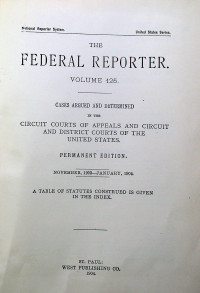 National Reporter System. United States Series.
THE
FEDERAL REPORTER.
VOLUME 125.
CASES ARGUED AND DETERMINED
IN THE
CIRCUIT COURTS OF APPEALS AND CIRCUIT
AND DISTRICT COURTS OF THE
UNITED STATES.
PERMANENT EDITION.
NOVEMBER, 1903—JANUARY, 1904.
A TABLE OF STATUTES CONSTRUED IS GIVEN
IN THE INDEX.
ST. PAUL:
WEST PUBLISHING CO.
1904.